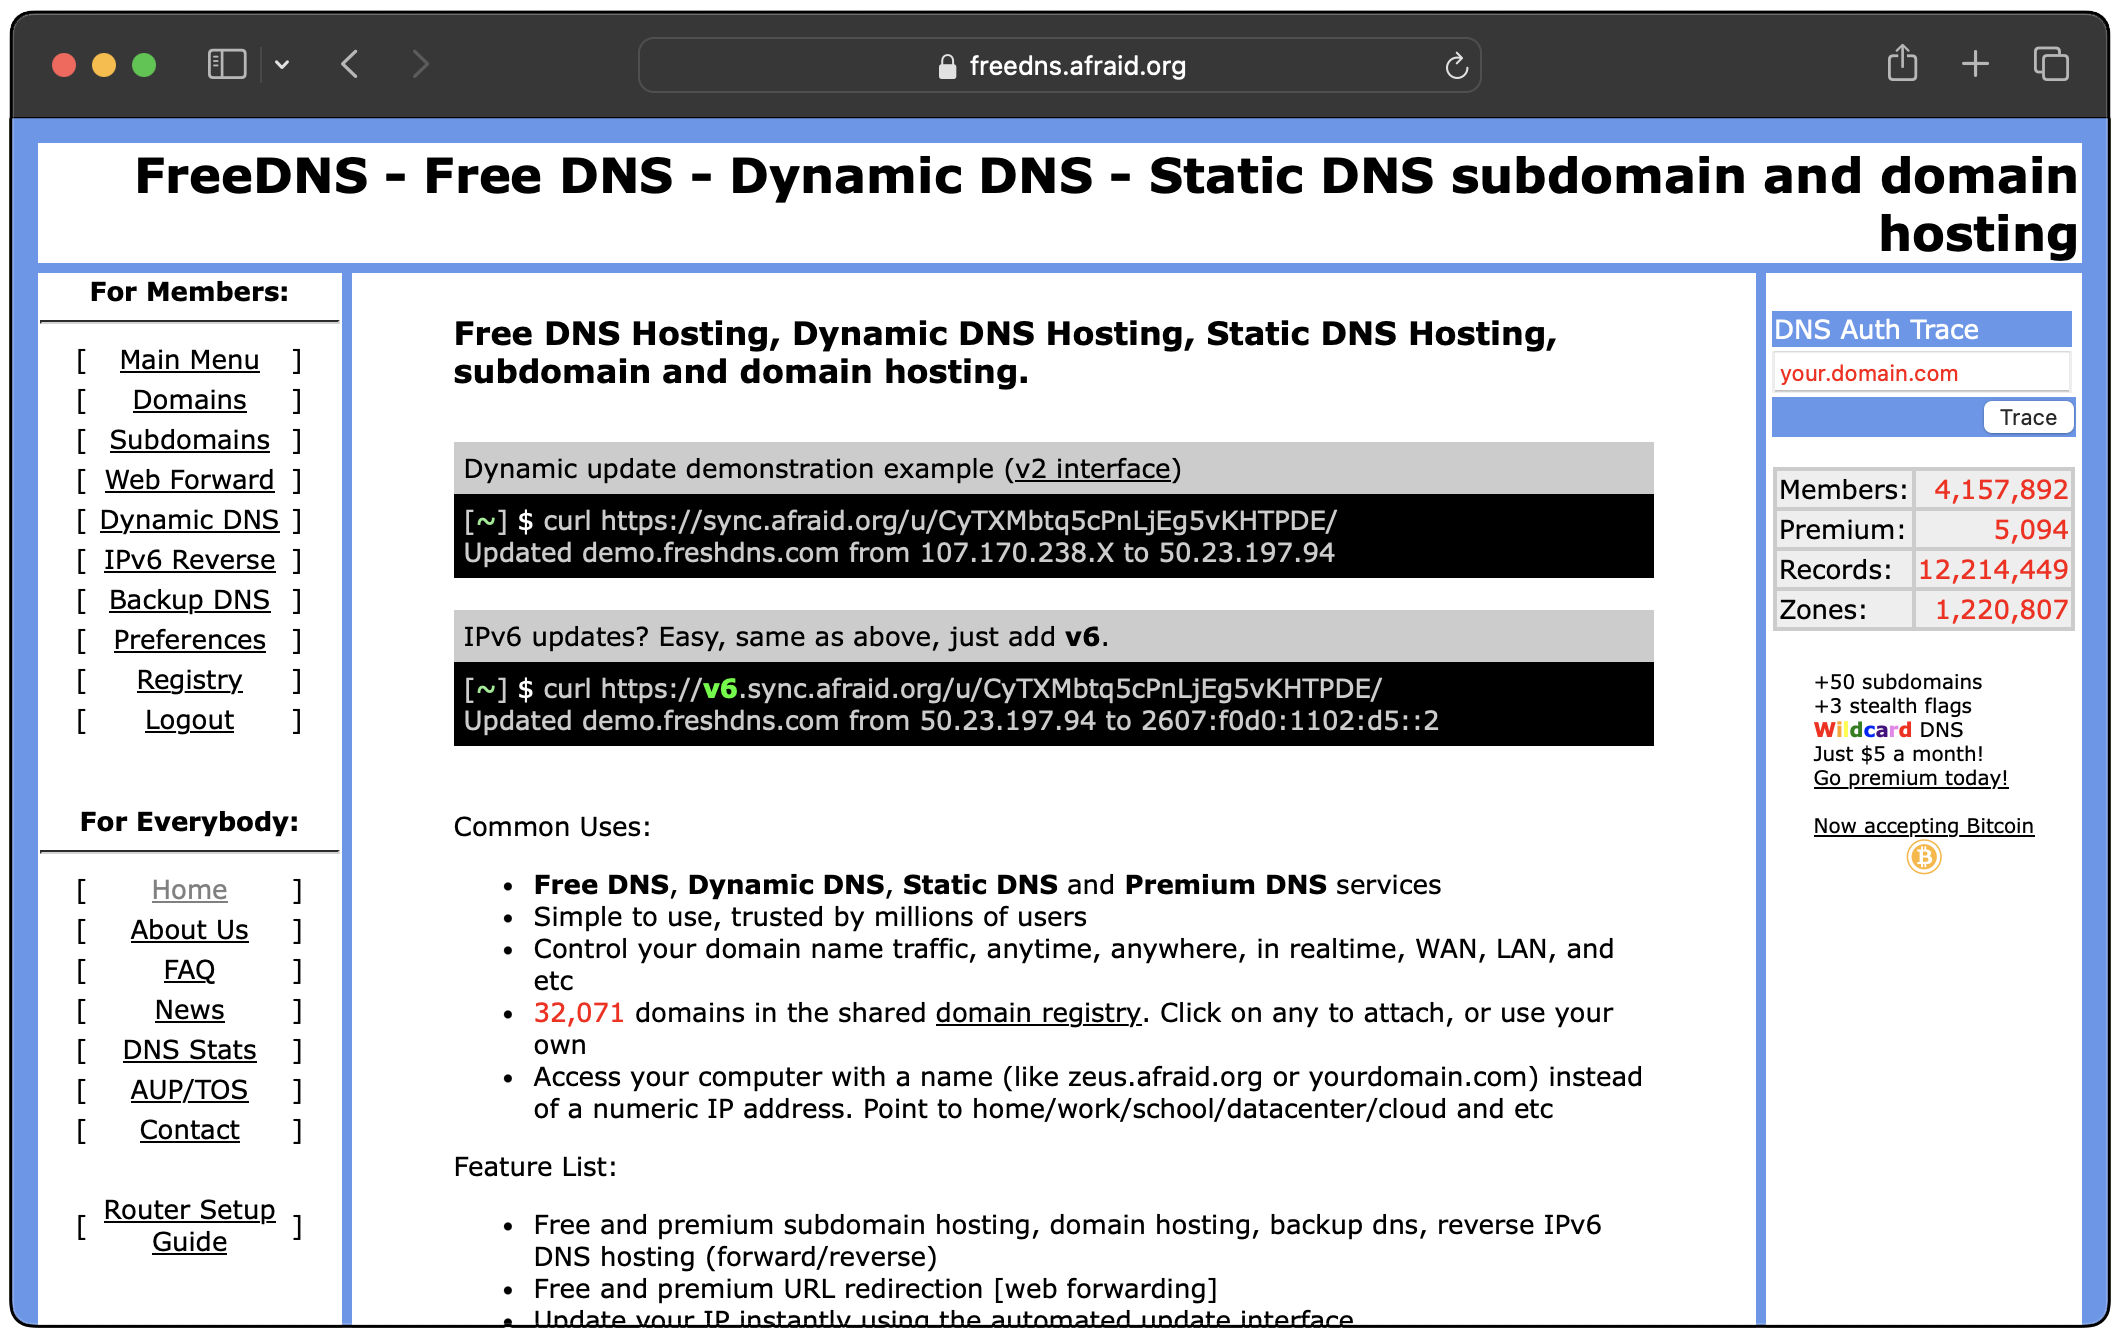 freedns.afraid.org
FreeDNS - Free DNS - Dynamic DNS - Static DNS subdomain and domain
hosting
For Members:
[ Main Menu ]
[ Domains ]
[ Subdomains ]
[ Web Forward ]
[ Dynamic DNS ]
[ IPv6 Reverse ]
[ Backup DNS ]
[ Preferences ]
[ Registry ]
[ Logout ]
For Everybody:
[ Home ]
[ About Us ]
[ FAQ ]
[ News ]
[ DNS Stats ]
[ AUP/TOS ]
[ Contact ]
[ Router Setup
Guide ]
Free DNS Hosting, Dynamic DNS Hosting, Static DNS Hosting,
subdomain and domain hosting.
Dynamic update demonstration example (v2 interface)
[~] $ curl https://sync.afraid.org/u/CyTXMbtq5cPnLjEg5vKHTPDE/
Updated demo.freshdns.com from 107.170.238.X to 50.23.197.94
IPv6 updates? Easy, same as above, just add v6.
[~] $ curl https://v6.sync.afraid.org/u/CyTXMbtq5cPnLjEg5vKHTPDE/
Updated demo.freshdns.com from 50.23.197.94 to 2607:f0d0:1102:d5::2
Common Uses:
• Free DNS, Dynamic DNS, Static DNS and Premium DNS services
• Simple to use, trusted by millions of users
• Control your domain name traffic, anytime, anywhere, in realtime, WAN, LAN, and
etc
• 32,071 domains in the shared domain registry. Click on any to attach, or use your
own
• Access your computer with a name (like zeus.afraid.org or yourdomain.com) instead
of a numeric IP address. Point to home/work/school/datacenter/cloud and etc
Feature List:
• Free and premium subdomain hosting, domain hosting, backup dns, reverse IPv6
DNS hosting (forward/reverse)
• Free and premium URL redirection [web forwarding]
• Update your IP instantly using the automated update interface
DNS Auth Trace
your.domain.com
Trace
Members: 4,157,892
Premium: 5,094
Records: 12,214,449
Zones: 1,220,807
+50 subdomains
+3 stealth flags
Wildcard DNS
Just $5 a month!
Go premium today!
Now accepting Bitcoin